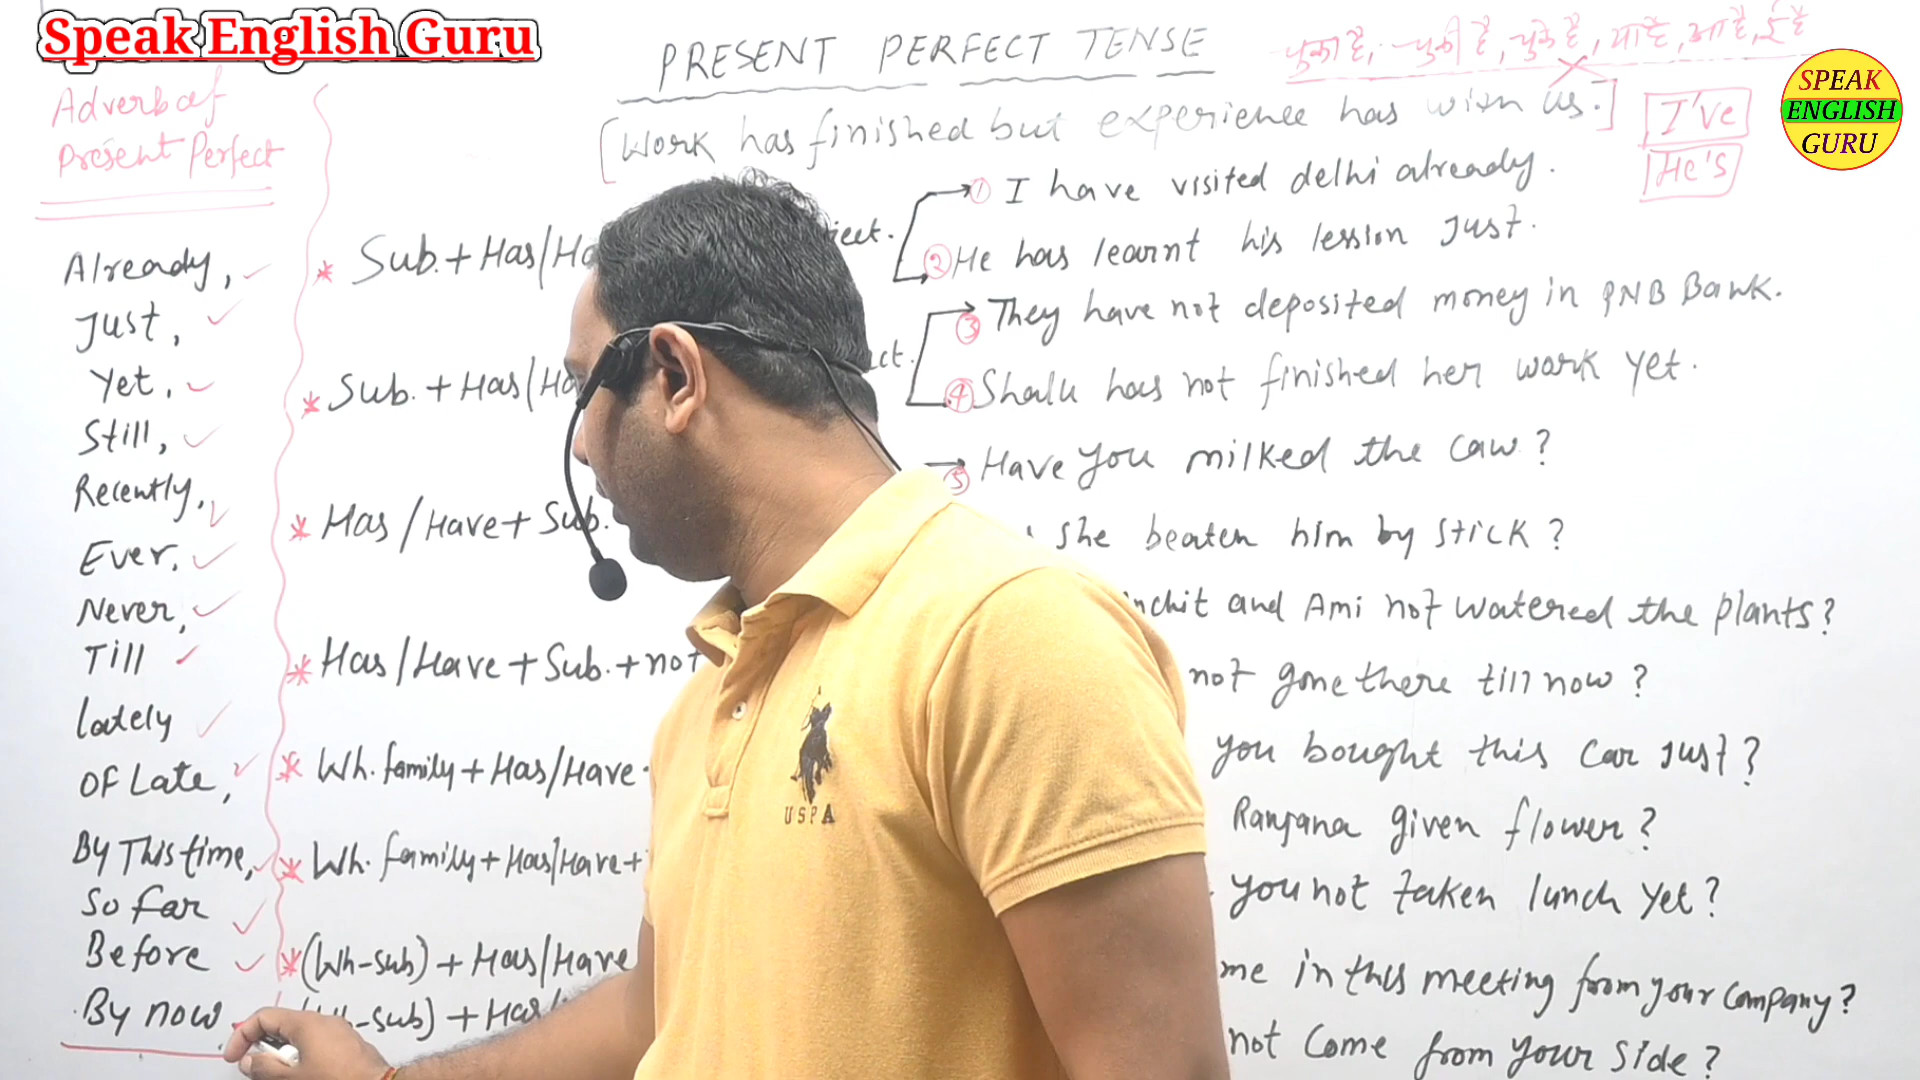 Speak English Guru
PRESENT PERFECT TENSE
चुका है, चुकी है, चुके है, या है, आ है, ई है
SPEAK
ENGLISH
GURU
[Work has finished but experience has with us.]
I've
He's
Adverb of
Present Perfect
Already,
Just,
Yet,
Still,
Recently,
Ever,
Never,
Till
lately
OF Late,
By This time,
So far
Before
By now
* Sub. + Has/Ha
* Sub. + Has/Ha
* Has/Have + Sub.
* Has/Have + Sub. + not
* Wh. family + Has/Have
* Wh. family + Has/Have +
* (Wh-sub) + Has/Have
-sub) + Has
ject.
ct.
① I have visited delhi already.
② He has learnt his lession Just.
③ They have not deposited money in PNB Bank.
④ Shalu has not finished her work yet.
⑤ Have you milked the caw?
she beaten him by stick?
nchit and Ami not watered the plants?
not gone there till now?
you bought this car Just?
Ranjana given flower?
you not taken lunch yet?
me in this meeting from your company?
not come from your side?
USPA